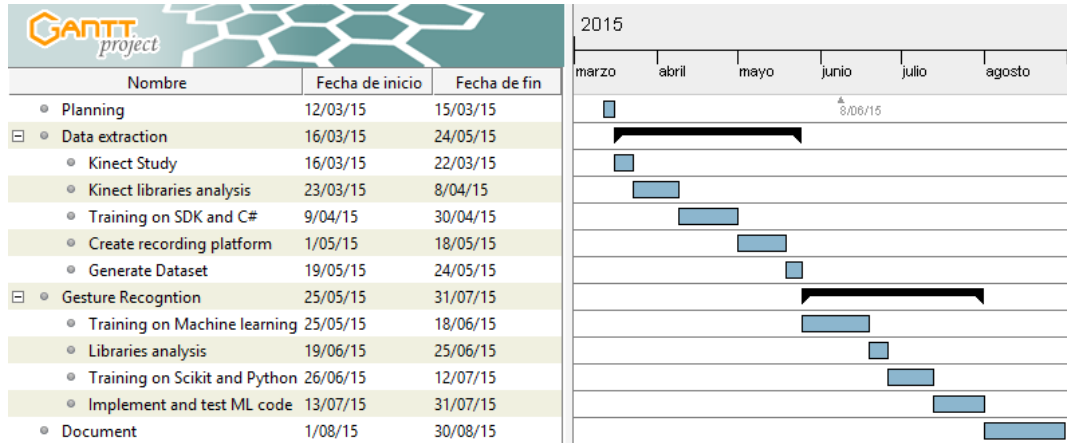 GANTT
project
2015
marzo abril mayo junio julio agosto
Nombre Fecha de inicio Fecha de fin
Planning 12/03/15 15/03/15
8/06/15
Data extraction 16/03/15 24/05/15
Kinect Study 16/03/15 22/03/15
Kinect libraries analysis 23/03/15 8/04/15
Training on SDK and C# 9/04/15 30/04/15
Create recording platform 1/05/15 18/05/15
Generate Dataset 19/05/15 24/05/15
Gesture Recogntion 25/05/15 31/07/15
Training on Machine learning 25/05/15 18/06/15
Libraries analysis 19/06/15 25/06/15
Training on Scikit and Python 26/06/15 12/07/15
Implement and test ML code 13/07/15 31/07/15
Document 1/08/15 30/08/15